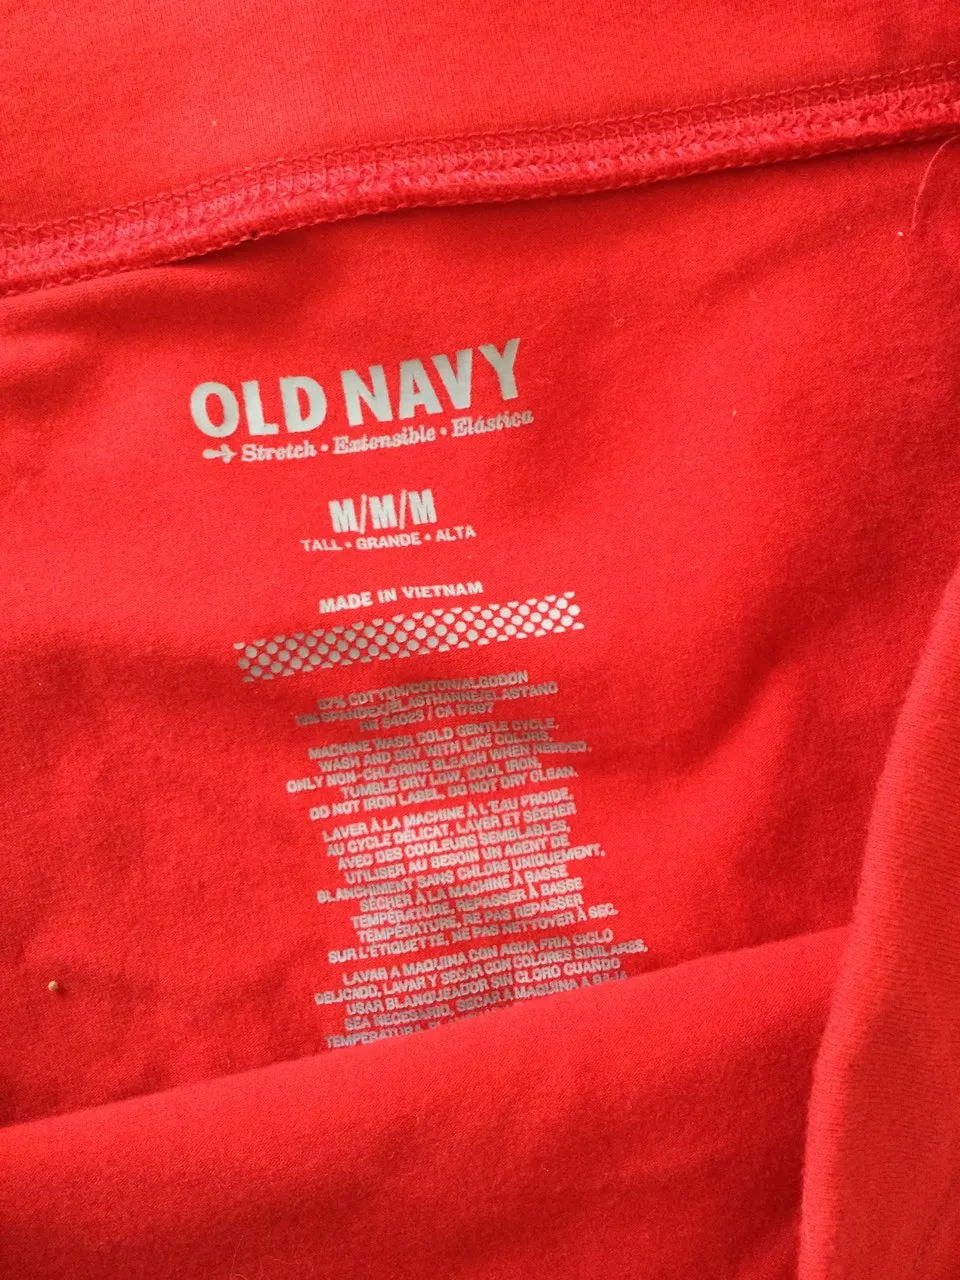 OLD NAVY
Stretch • Extensible • Elástica
M/M/M
TALL • GRANDE • ALTA
MADE IN VIETNAM
87% COTTON/COTON/ALGODON
13% SPANDEX/ÉLASTHANNE/ELASTANO
RN 54023 / CA 17897
MACHINE WASH COLD GENTLE CYCLE,
WASH AND DRY WITH LIKE COLORS,
ONLY NON-CHLORINE BLEACH WHEN NEEDED,
TUMBLE DRY LOW, COOL IRON,
DO NOT IRON LABEL, DO NOT DRY CLEAN.
LAVER À LA MACHINE À L'EAU FROIDE,
AU CYCLE DÉLICAT, LAVER ET SÉCHER
AVEC DES COULEURS SEMBLABLES,
UTILISER AU BESOIN UN AGENT DE
BLANCHIMENT SANS CHLORE UNIQUEMENT,
SÉCHER À LA MACHINE À BASSE
TEMPÉRATURE, REPASSER À BASSE
TEMPÉRATURE, NE PAS REPASSER
SUR L'ÉTIQUETTE, NE PAS NETTOYER À SEC.
LAVAR A MAQUINA CON AGUA FRIA CICLO
DELICADO, LAVAR Y SECAR CON COLORES SIMILARES,
USAR BLANQUEADOR SIN CLORO CUANDO
SEA NECESARIO, SECAR A MAQUINA A BAJA
TEMPERATURA,